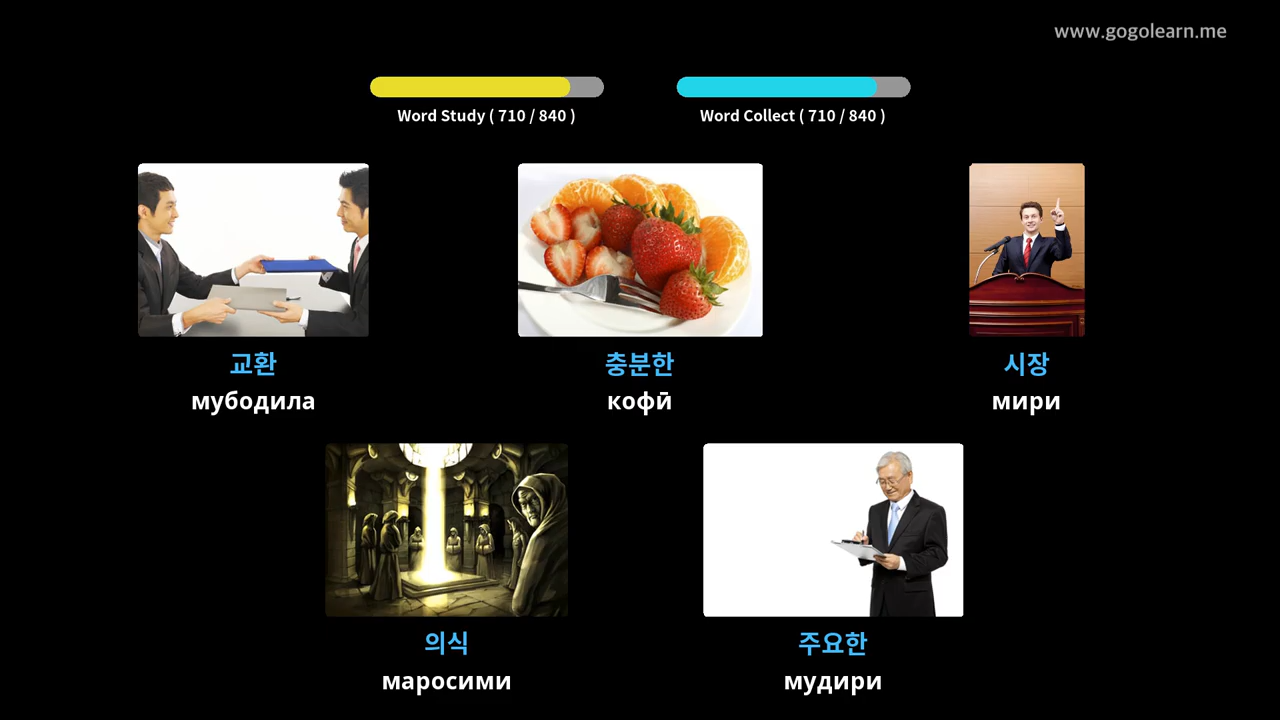 www.gogolearn.me
Word Study ( 710 / 840 )
Word Collect ( 710 / 840 )
교환
мубодила
충분한
кофӣ
시장
мири
의식
маросими
주요한
мудири